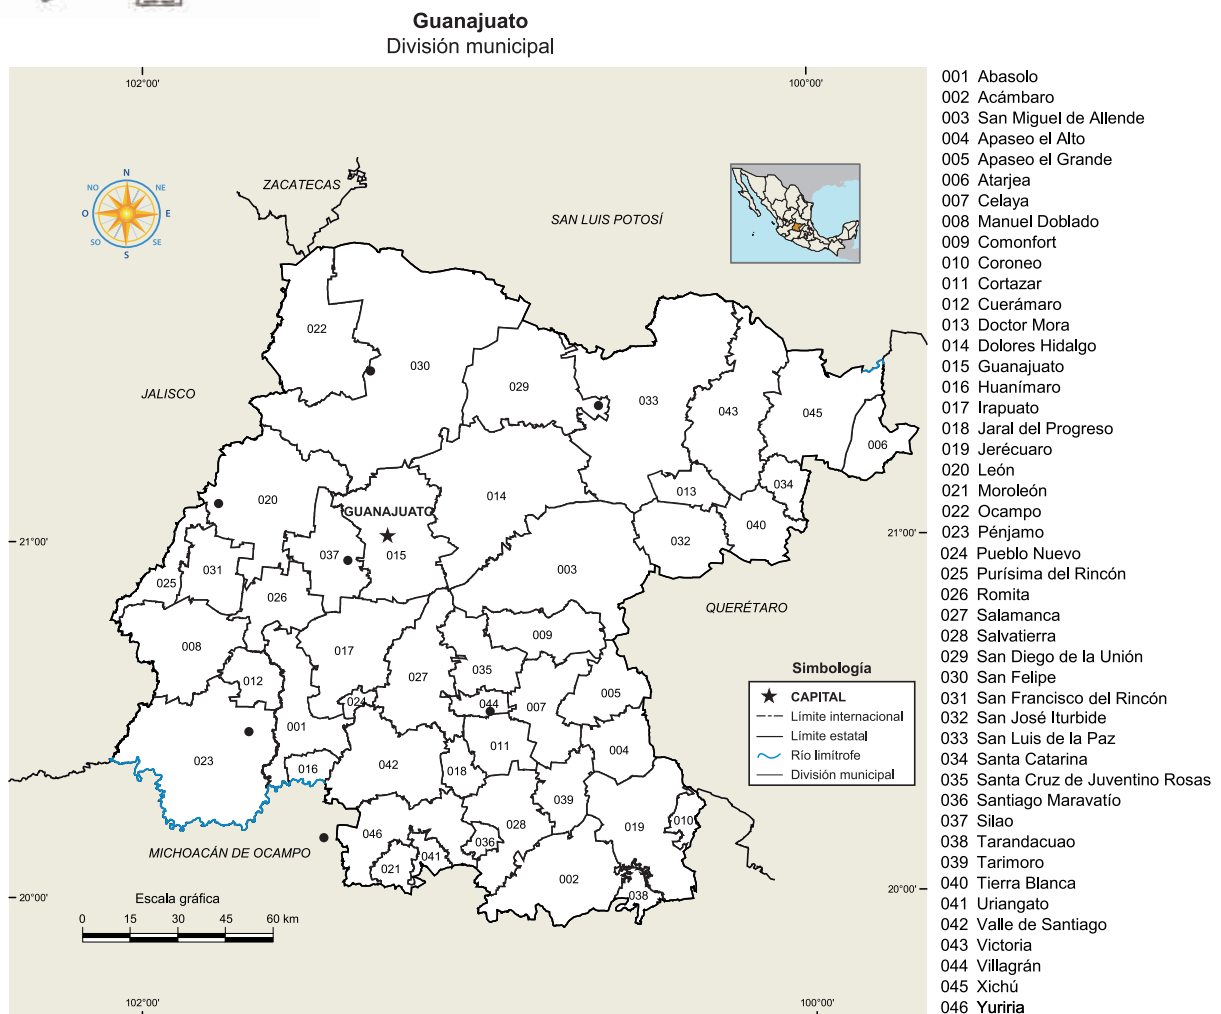 Guanajuato
División municipal
102°00'
100°00'
N
NO
NE
O
E
SO
SE
S
ZACATECAS
SAN LUIS POTOSÍ
JALISCO
022
030
029
033
043
045
006
020
014
013
034
GUANAJUATO
21°00'
21°00'
037
015
032
040
031
025
003
026
QUERÉTARO
008
017
009
012
027
035
005
024
044
007
001
011
004
023
016
042
018
039
046
028
019
010
036
041
021
MICHOACÁN DE OCAMPO
002
038
20°00'
20°00'
Simbología
CAPITAL
Límite internacional
Límite estatal
Río limítrofe
División municipal
Escala gráfica
0 15 30 45 60 km
102°00'
100°00'
001 Abasolo
002 Acámbaro
003 San Miguel de Allende
004 Apaseo el Alto
005 Apaseo el Grande
006 Atarjea
007 Celaya
008 Manuel Doblado
009 Comonfort
010 Coroneo
011 Cortazar
012 Cuerámaro
013 Doctor Mora
014 Dolores Hidalgo
015 Guanajuato
016 Huanímaro
017 Irapuato
018 Jaral del Progreso
019 Jerécuaro
020 León
021 Moroleón
022 Ocampo
023 Pénjamo
024 Pueblo Nuevo
025 Purísima del Rincón
026 Romita
027 Salamanca
028 Salvatierra
029 San Diego de la Unión
030 San Felipe
031 San Francisco del Rincón
032 San José Iturbide
033 San Luis de la Paz
034 Santa Catarina
035 Santa Cruz de Juventino Rosas
036 Santiago Maravatío
037 Silao
038 Tarandacuao
039 Tarimoro
040 Tierra Blanca
041 Uriangato
042 Valle de Santiago
043 Victoria
044 Villagrán
045 Xichú
046 Yuriria